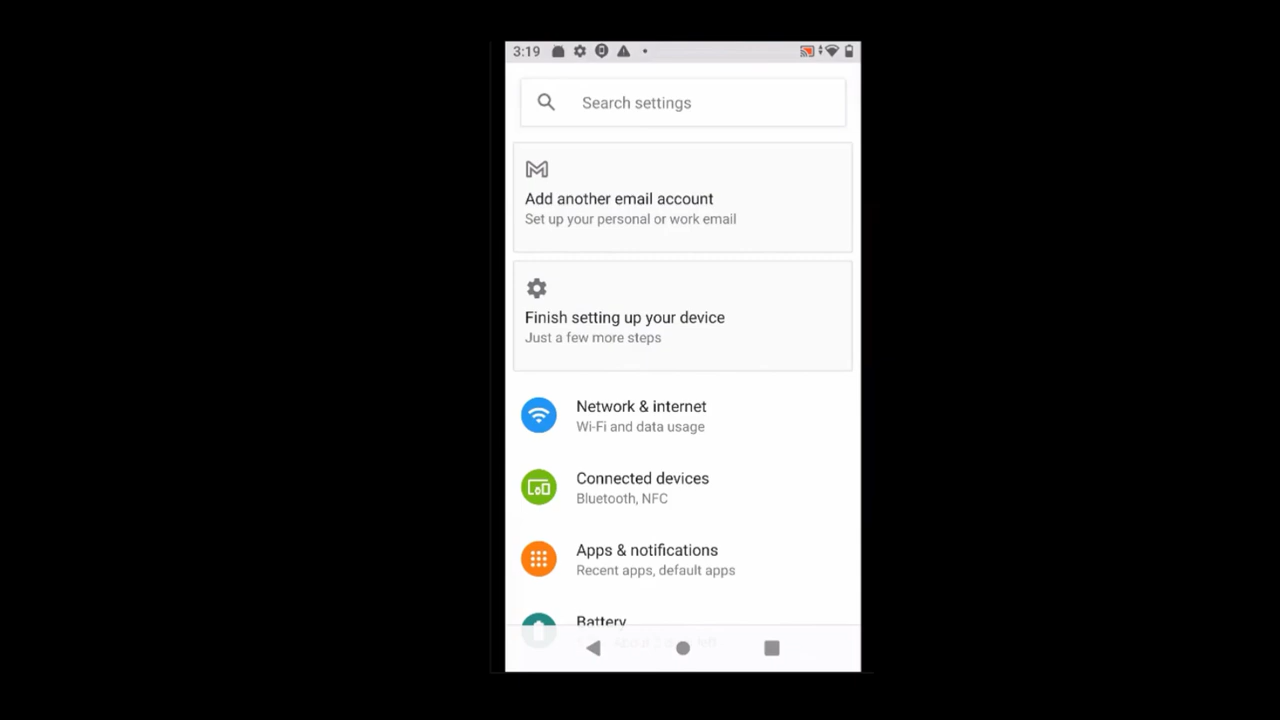 3:19
Search settings
Add another email account
Set up your personal or work email
Finish setting up your device
Just a few more steps
Network & internet
Wi-Fi and data usage
Connected devices
Bluetooth, NFC
Apps & notifications
Recent apps, default apps
Battery